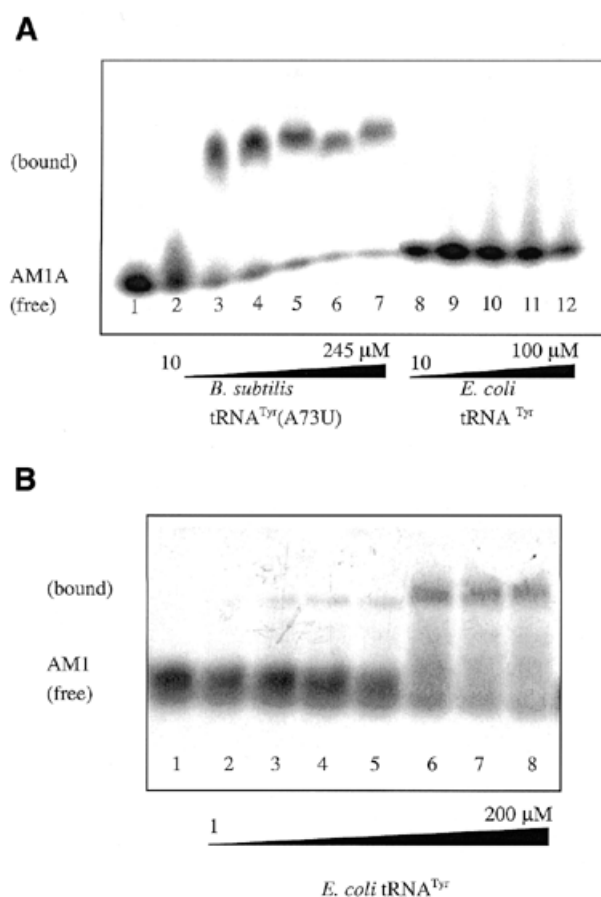 A
(bound)
AM1A
(free)
1 2 3 4 5 6 7 8 9 10 11 12
10 245 μM 10 100 μM
B. subtilis E. coli
tRNAᵀʸʳ(A73U) tRNA ᵀʸʳ
B
(bound)
AM1
(free)
1 2 3 4 5 6 7 8
1 200 μM
E. coli tRNAᵀʸʳ